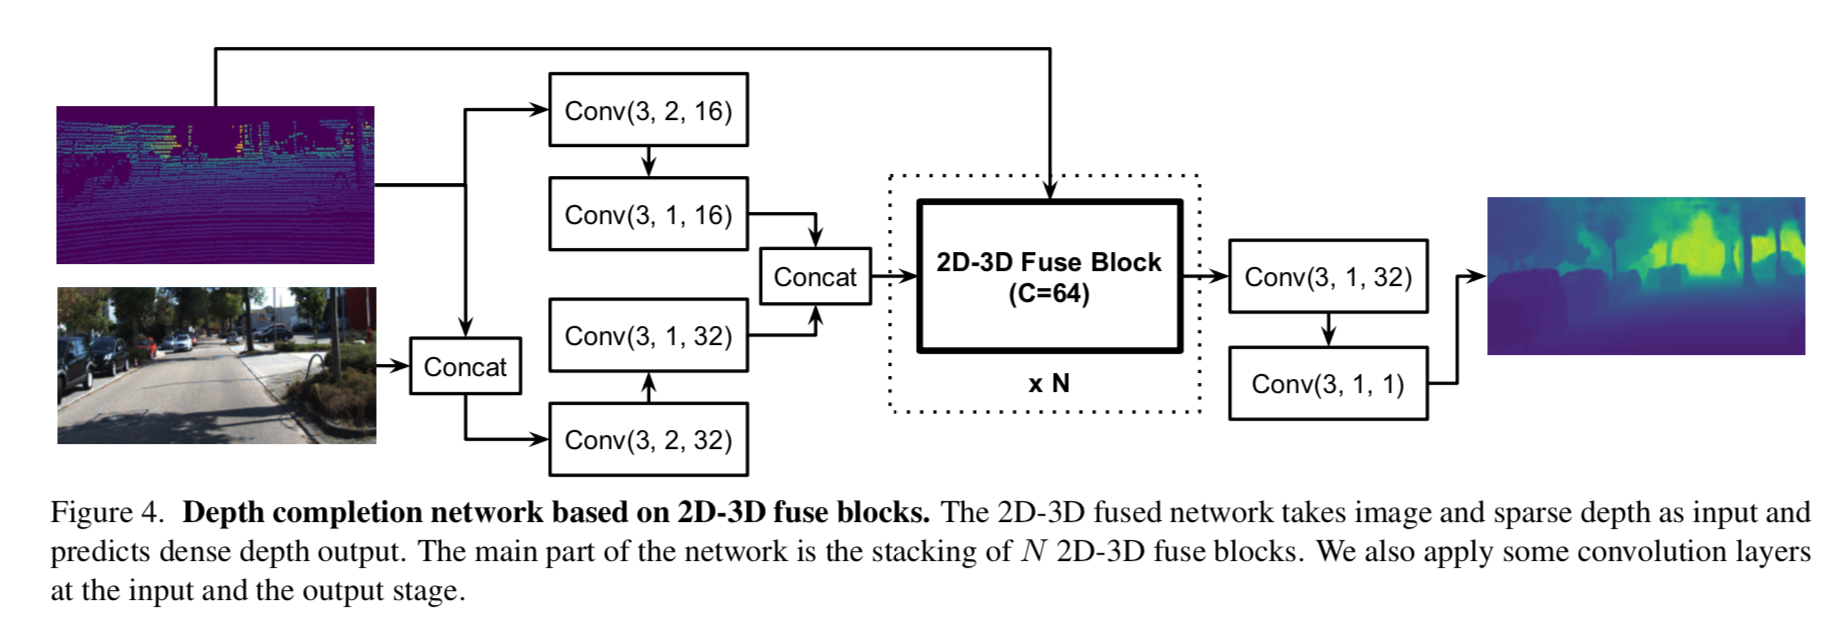 Conv(3, 2, 16)
Conv(3, 1, 16)
Concat
Conv(3, 1, 32)
Concat
Conv(3, 2, 32)
2D-3D Fuse Block
(C=64)
x N
Conv(3, 1, 32)
Conv(3, 1, 1)
Figure 4. Depth completion network based on 2D-3D fuse blocks. The 2D-3D fused network takes image and sparse depth as input and
predicts dense depth output. The main part of the network is the stacking of N 2D-3D fuse blocks. We also apply some convolution layers
at the input and the output stage.